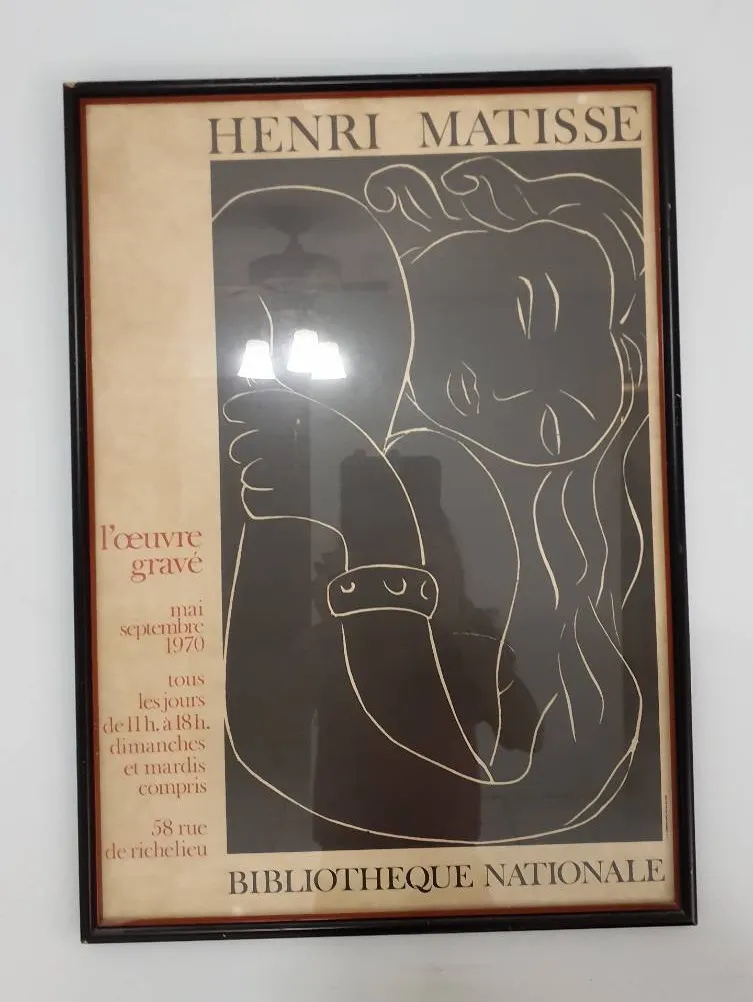 HENRI MATISSE
l'œuvre
gravé
mai
septembre
1970
tous
les jours
de 11 h. à 18 h.
dimanches
et mardis
compris
58 rue
de richelieu
BIBLIOTHEQUE NATIONALE